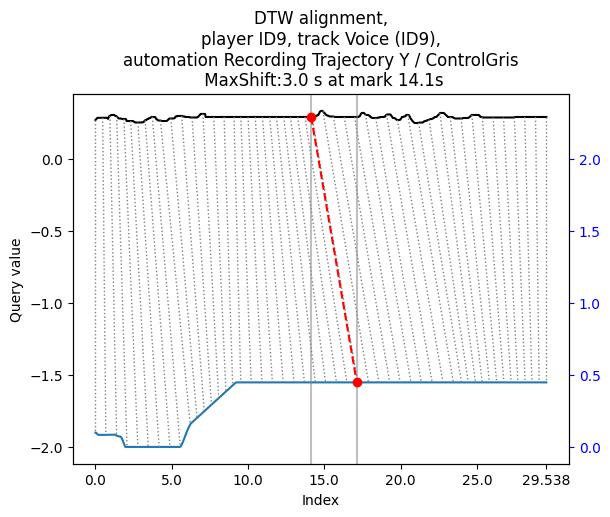 DTW alignment,
player ID9, track Voice (ID9),
automation Recording Trajectory Y / ControlGris
MaxShift:3.0 s at mark 14.1s
0.0
−0.5
−1.0
−1.5
−2.0
Query value
2.0
1.5
1.0
0.5
0.0
0.0 5.0 10.0 15.0 20.0 25.0 29.538
Index